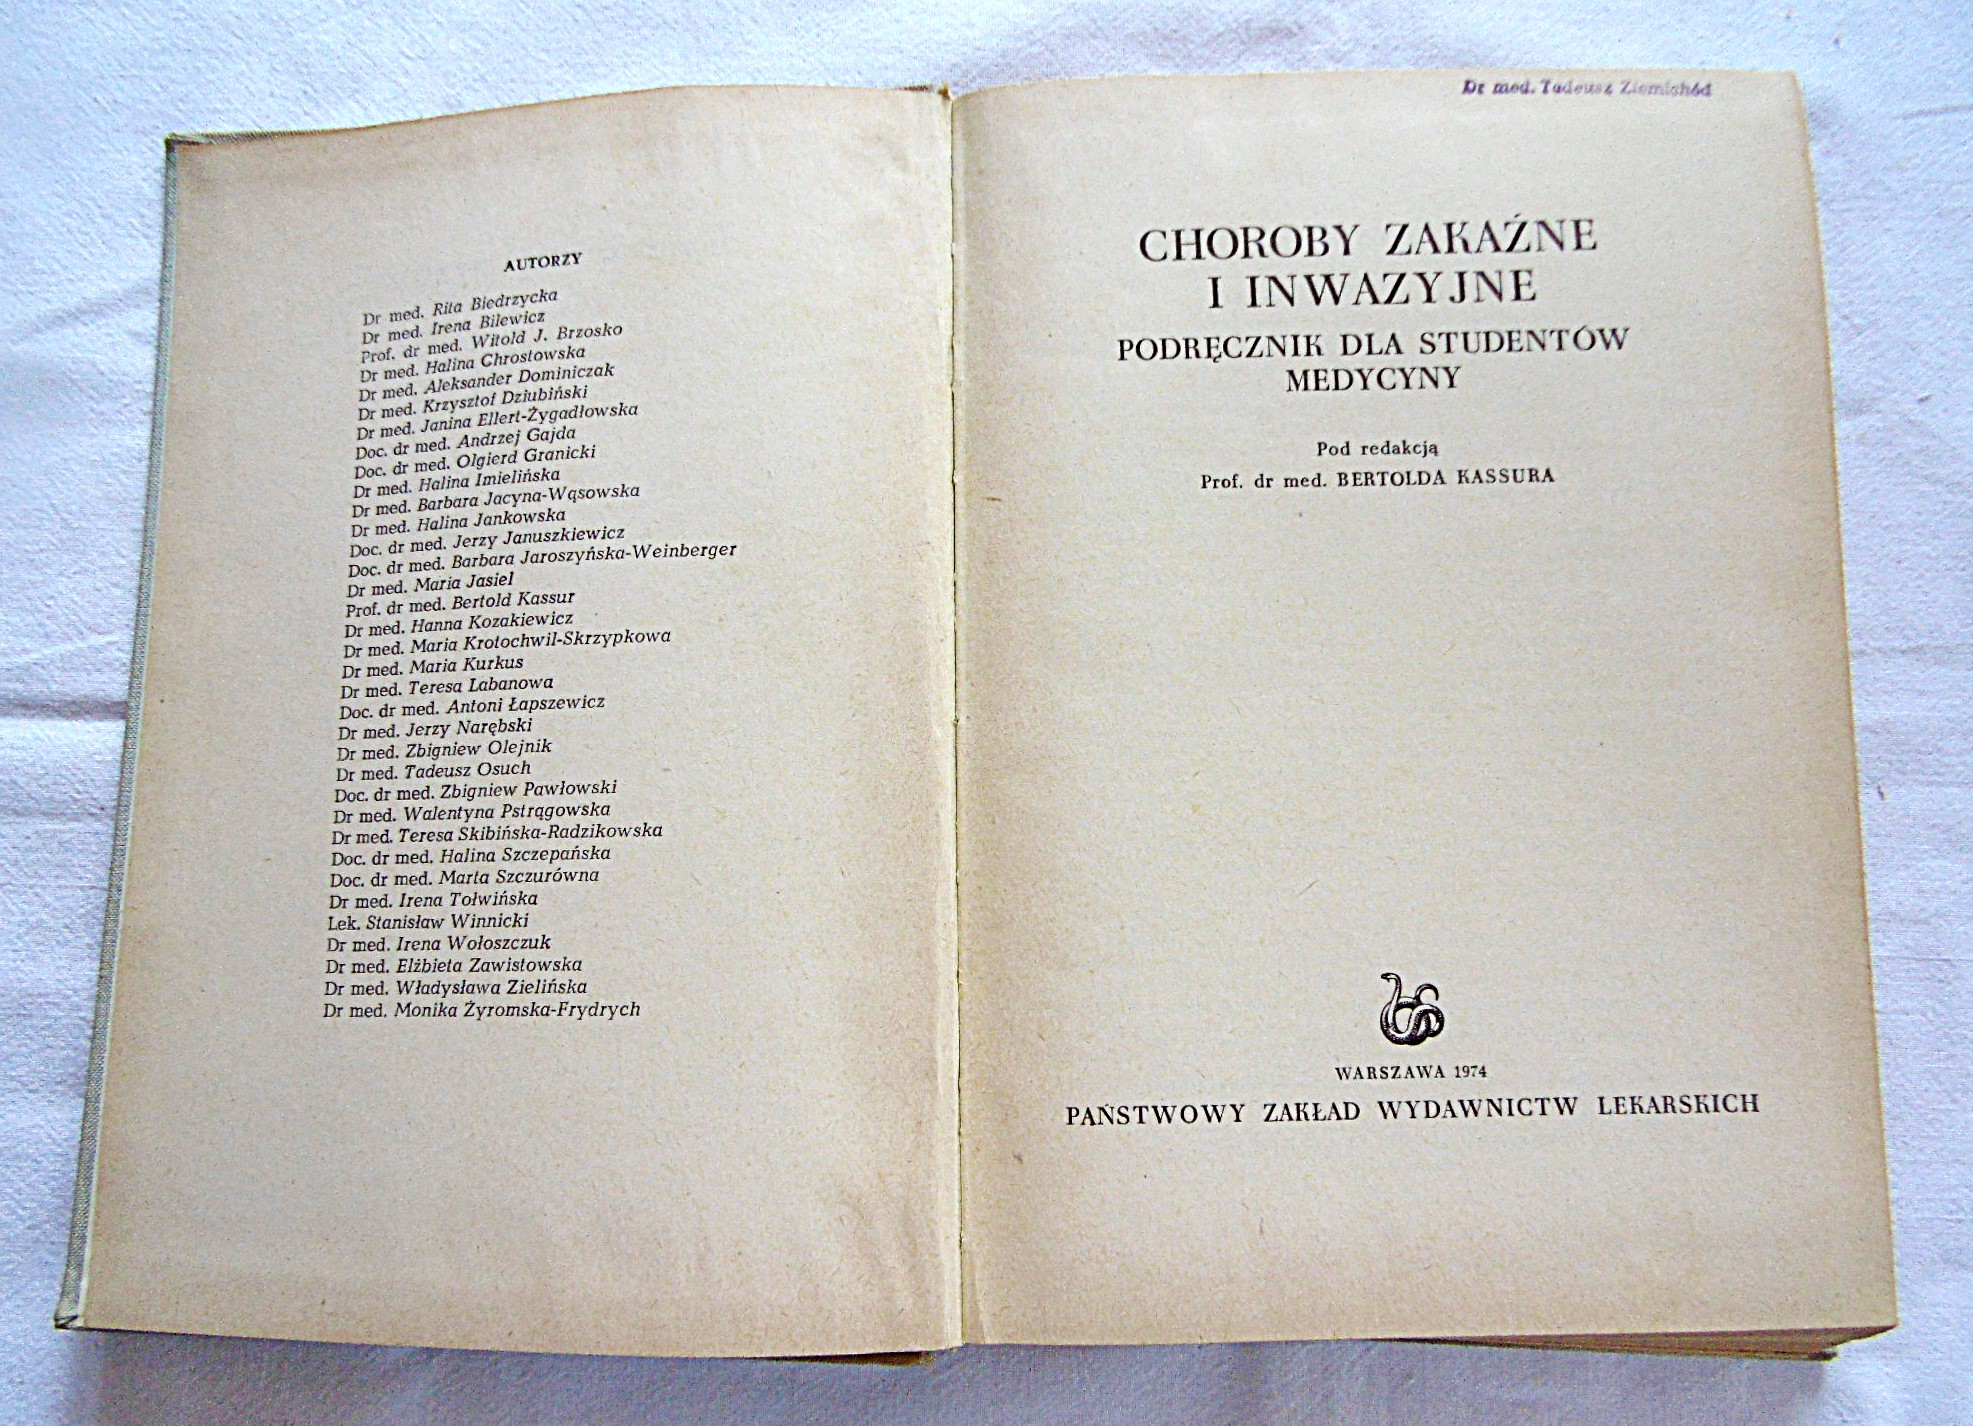 AUTORZY
Dr med. Rita Biedrzycka
Dr med. Irena Bilewicz
Prof. dr med. Witold J. Brzosko
Dr med. Halina Chrostowska
Dr med. Aleksander Dominiczak
Dr med. Krzysztof Dziubiński
Dr med. Janina Ellert-Żygadłowska
Doc. dr med. Andrzej Gajda
Doc. dr med. Olgierd Granicki
Dr med. Halina Imielińska
Dr med. Barbara Jacyna-Wąsowska
Dr med. Halina Jankowska
Doc. dr med. Jerzy Januszkiewicz
Doc. dr med. Barbara Jaroszyńska-Weinberger
Dr med. Maria Jasiel
Prof. dr med. Bertold Kassur
Dr med. Hanna Kozakiewicz
Dr med. Maria Krotochwil-Skrzypkowa
Dr med. Maria Kurkus
Dr med. Teresa Labanowa
Doc. dr med. Antoni Łapszewicz
Dr med. Jerzy Narębski
Dr med. Zbigniew Olejnik
Dr med. Tadeusz Osuch
Doc. dr med. Zbigniew Pawłowski
Dr med. Walentyna Pstrągowska
Dr med. Teresa Skibińska-Radzikowska
Doc. dr med. Halina Szczepańska
Doc. dr med. Marta Szczurówna
Dr med. Irena Tołwińska
Lek. Stanisław Winnicki
Dr med. Irena Wołoszczuk
Dr med. Elżbieta Zawistowska
Dr med. Władysława Zielińska
Dr med. Monika Żyromska-Frydrych
Dr med. Tadeusz Ziemichód
CHOROBY ZAKAŹNE
I INWAZYJNE
PODRĘCZNIK DLA STUDENTÓW
MEDYCYNY
Pod redakcją
Prof. dr med. BERTOLDA KASSURA
WARSZAWA 1974
PAŃSTWOWY ZAKŁAD WYDAWNICTW LEKARSKICH